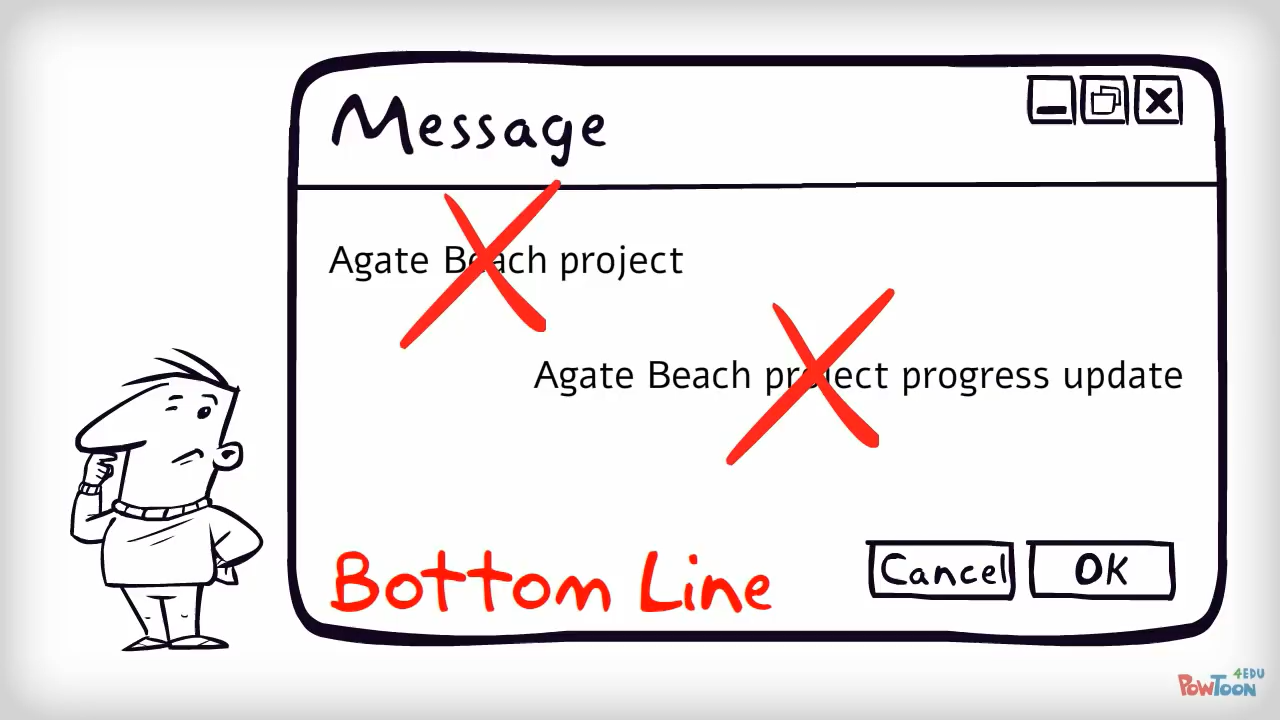 Message
Agate Beach project
Agate Beach project progress update
Bottom Line
Cancel
OK
4EDU
PowToon